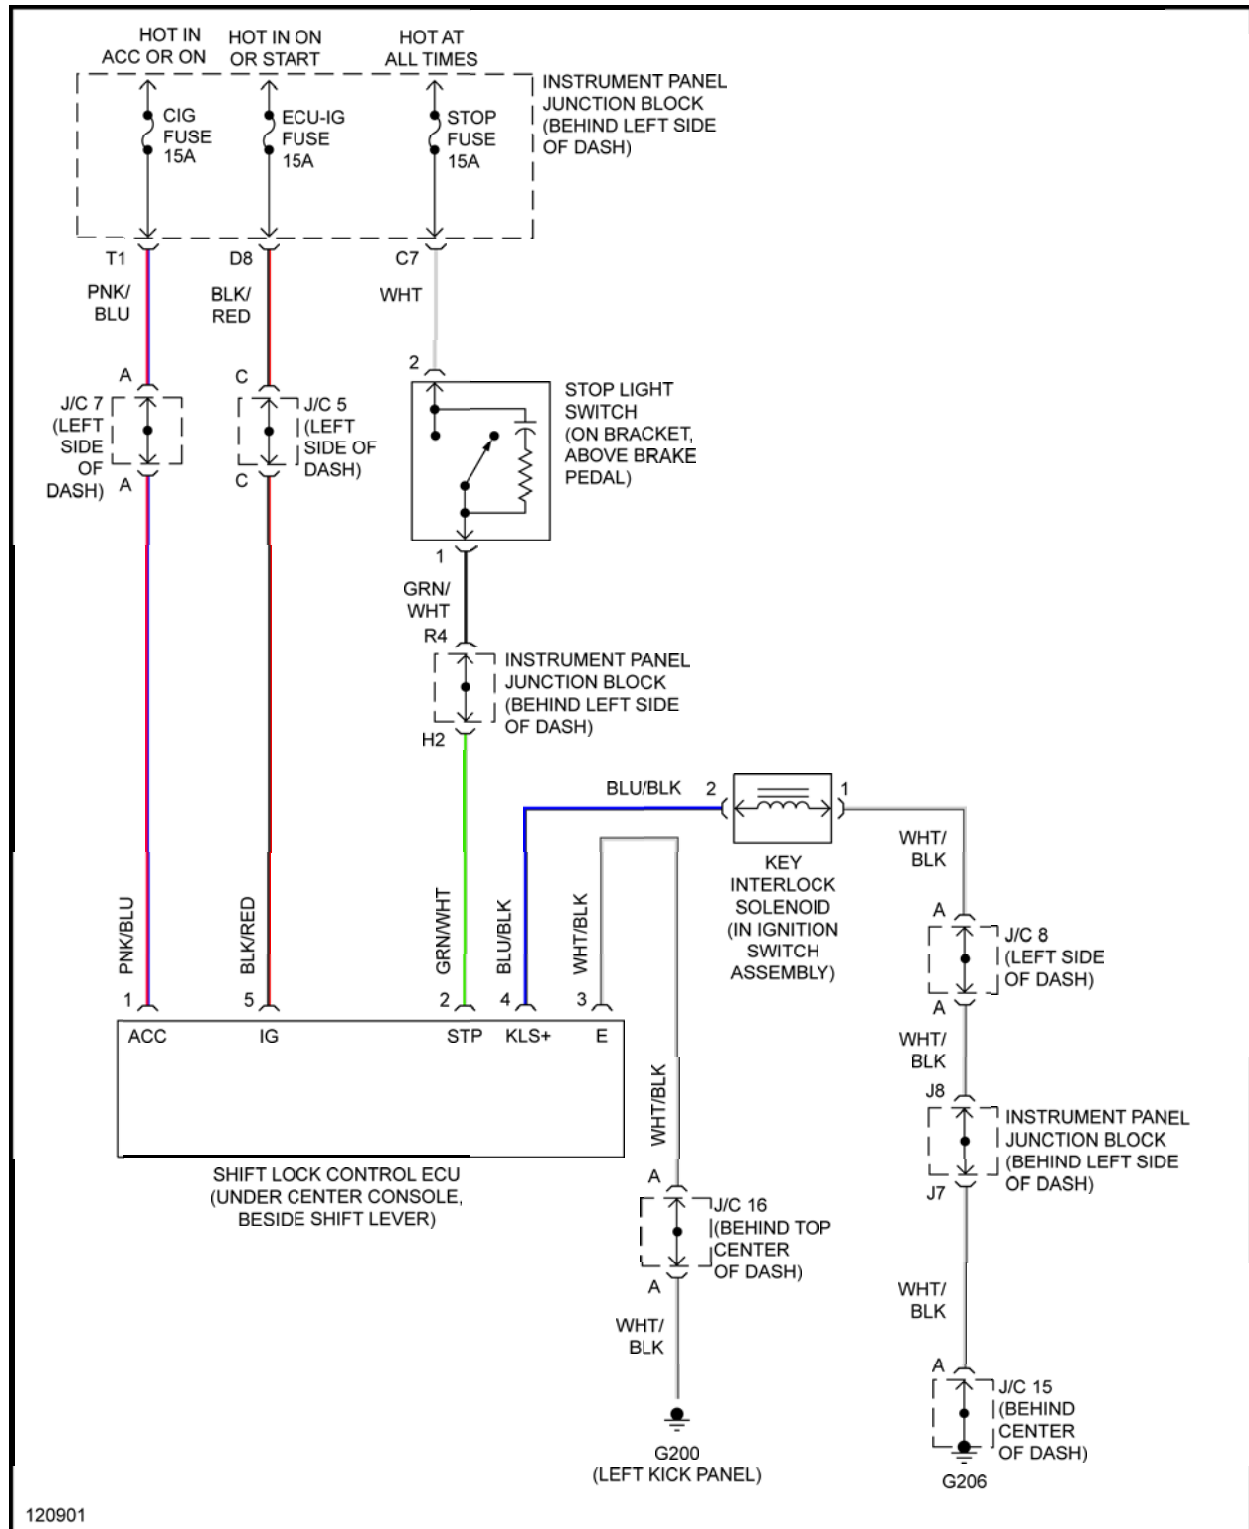 HOT IN
ACC OR ON
HOT IN ON
OR START
HOT AT
ALL TIMES
INSTRUMENT PANEL
JUNCTION BLOCK
(BEHIND LEFT SIDE
OF DASH)
CIG
FUSE
15A
ECU-IG
FUSE
15A
STOP
FUSE
15A
T1
D8
C7
PNK/
BLU
BLK/
RED
WHT
A
C
2
J/C 7
(LEFT
SIDE
OF
DASH)
A
J/C 5
(LEFT
SIDE OF
DASH)
C
STOP LIGHT
SWITCH
(ON BRACKET,
ABOVE BRAKE
PEDAL)
1
GRN/
WHT
R4
INSTRUMENT PANEL
JUNCTION BLOCK
(BEHIND LEFT SIDE
OF DASH)
H2
BLU/BLK
2
1
KEY
INTERLOCK
SOLENOID
(IN IGNITION
SWITCH
ASSEMBLY)
WHT/
BLK
PNK/BLU
BLK/RED
GRN/WHT
BLU/BLK
WHT/BLK
A
J/C 8
(LEFT SIDE
OF DASH)
A
1
5
2
4
3
ACC
IG
STP
KLS+
E
WHT/
BLK
WHT/BLK
J8
INSTRUMENT PANEL
JUNCTION BLOCK
(BEHIND LEFT SIDE
OF DASH)
J7
SHIFT LOCK CONTROL ECU
(UNDER CENTER CONSOLE,
BESIDE SHIFT LEVER)
A
J/C 16
(BEHIND TOP
CENTER
OF DASH)
A
WHT/
BLK
WHT/
BLK
A
J/C 15
(BEHIND
CENTER
OF DASH)
G200
(LEFT KICK PANEL)
G206
120901